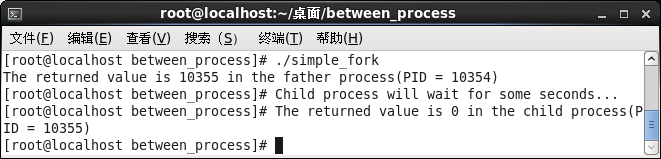 root@localhost:~/桌面/between_process
文件(F) 编辑(E) 查看(V) 搜索 (S) 终端(T) 帮助(H)
[root@localhost between_process]# ./simple_fork
The returned value is 10355 in the father process(PID = 10354)
[root@localhost between_process]# Child process will wait for some seconds...
[root@localhost between_process]# The returned value is 0 in the child process(P
ID = 10355)
[root@localhost between_process]#